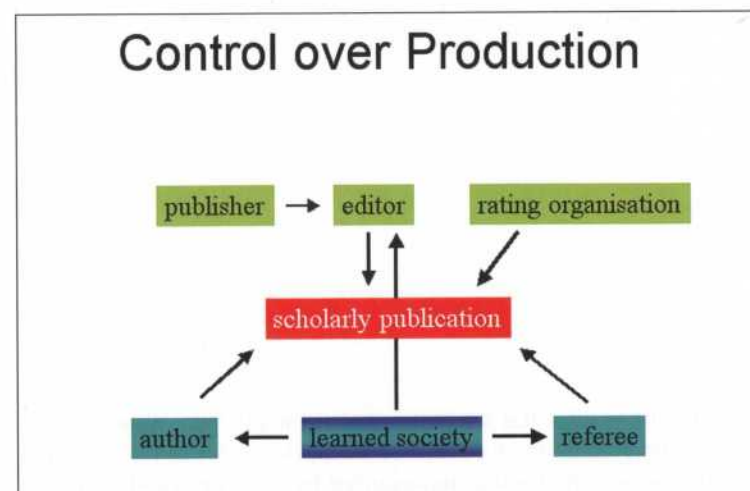 Control over Production
publisher
editor
rating organisation
scholarly publication
author
learned society
referee